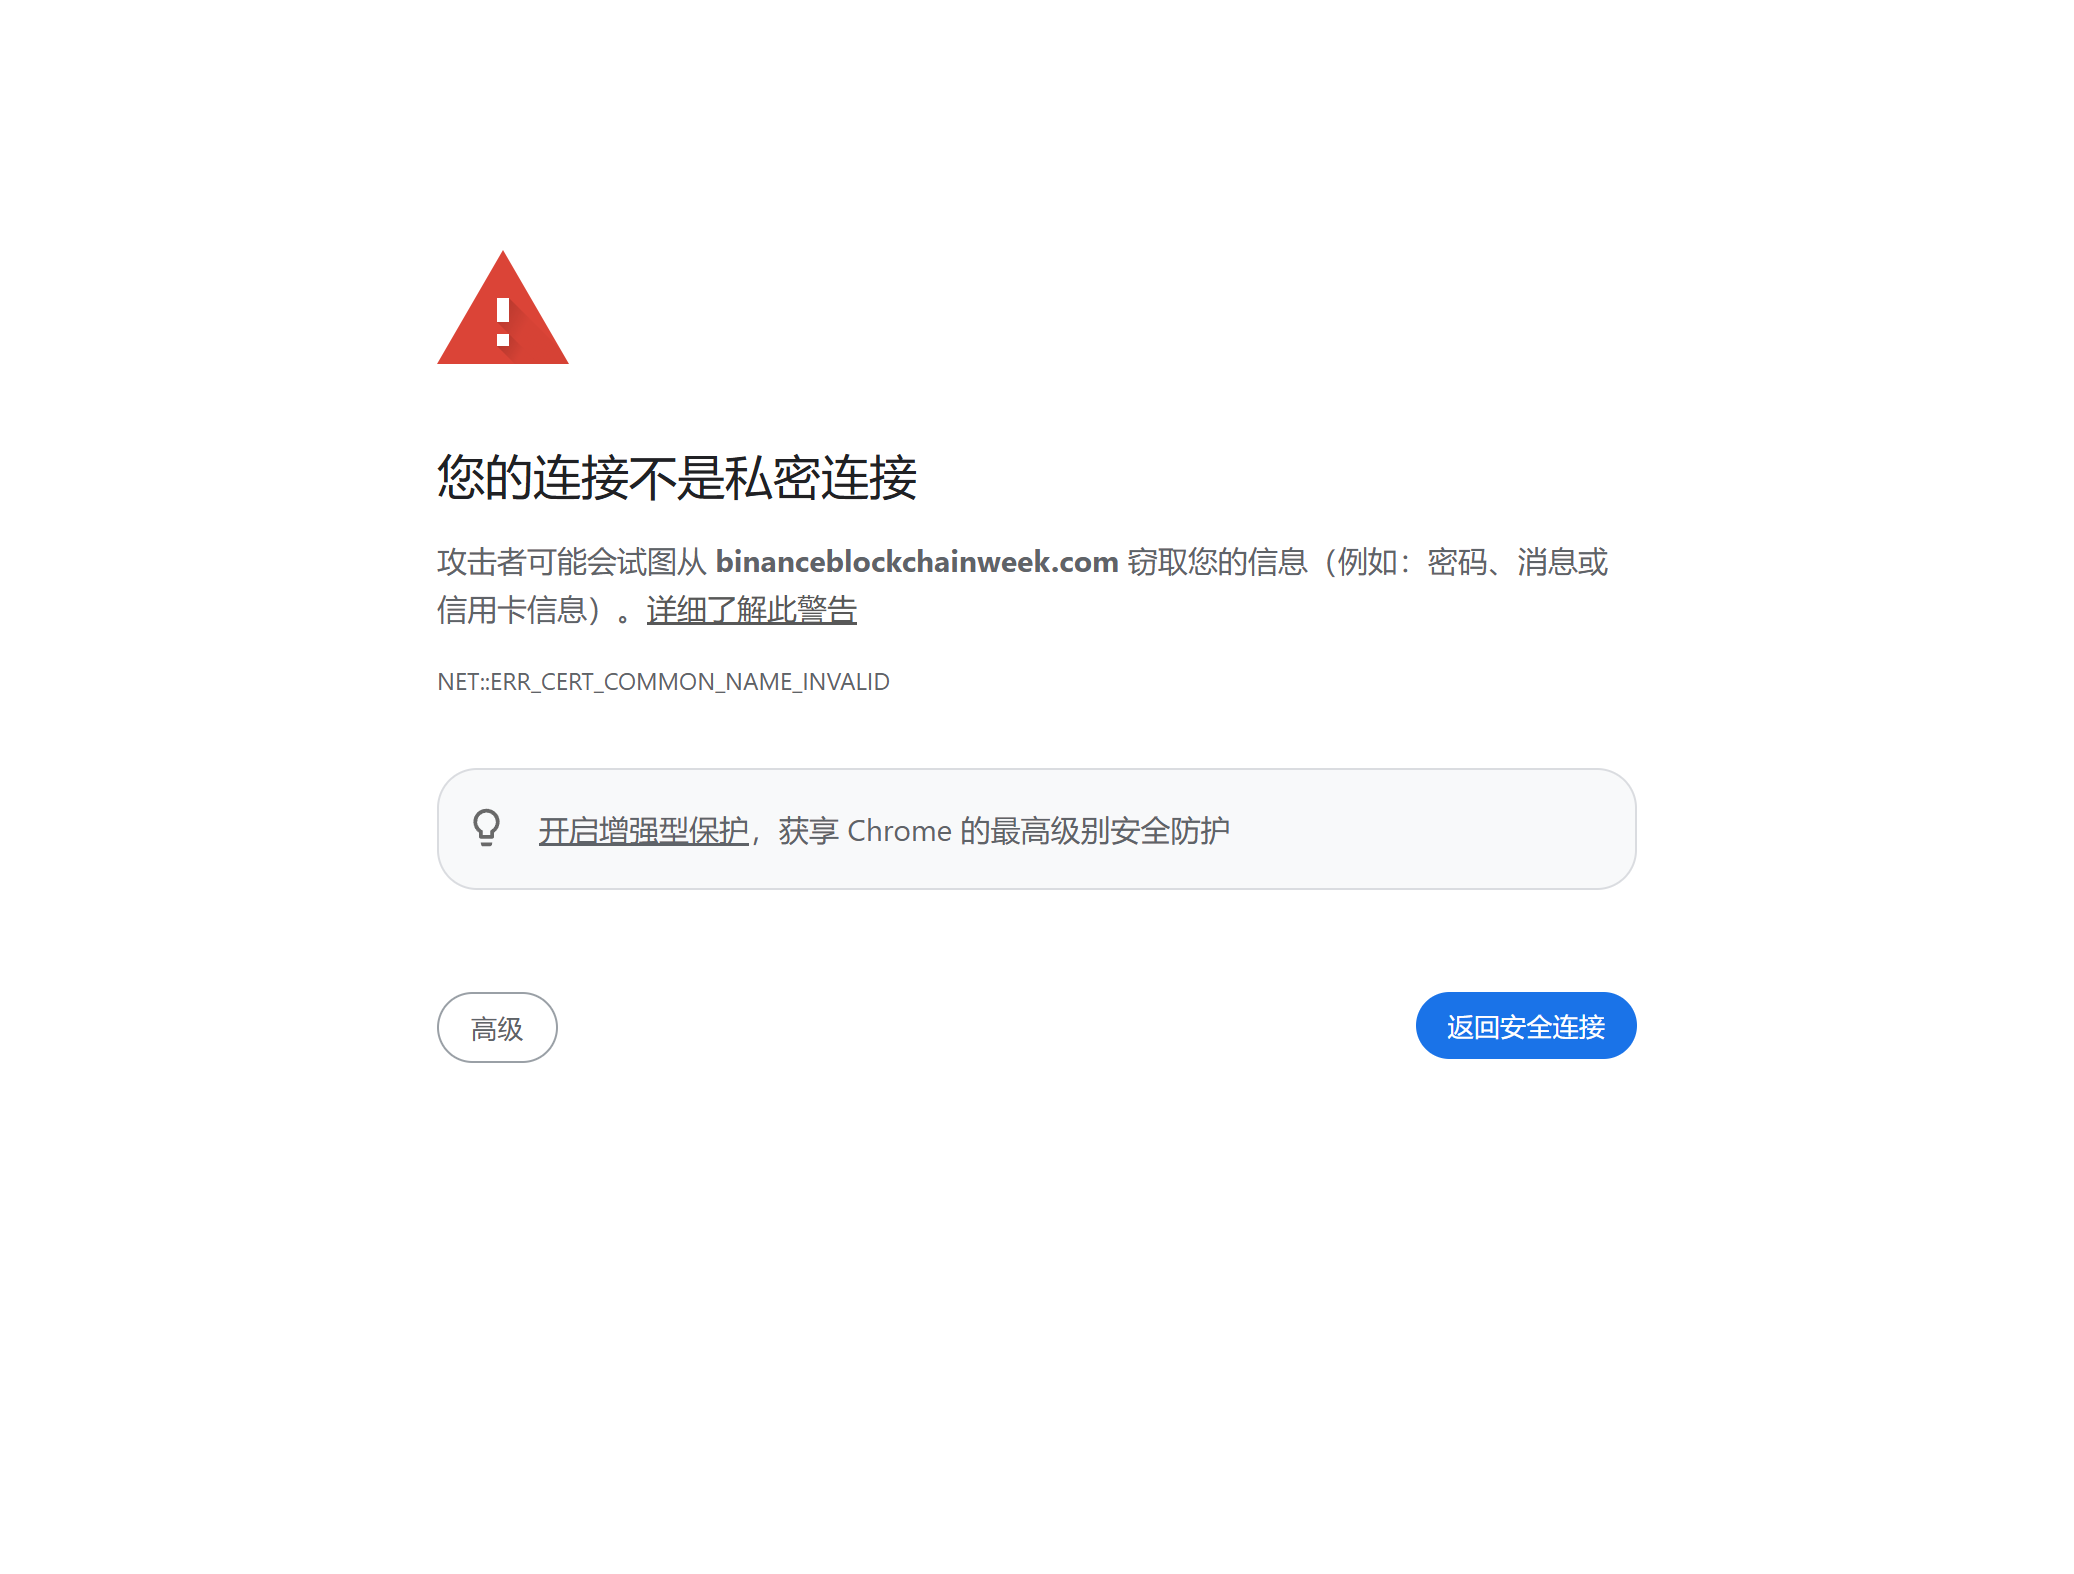 您的连接不是私密连接
攻击者可能会试图从 binanceblockchainweek.com 窃取您的信息（例如：密码、消息或
信用卡信息）。详细了解此警告
NET::ERR_CERT_COMMON_NAME_INVALID
开启增强型保护，获享 Chrome 的最高级别安全防护
高级
返回安全连接